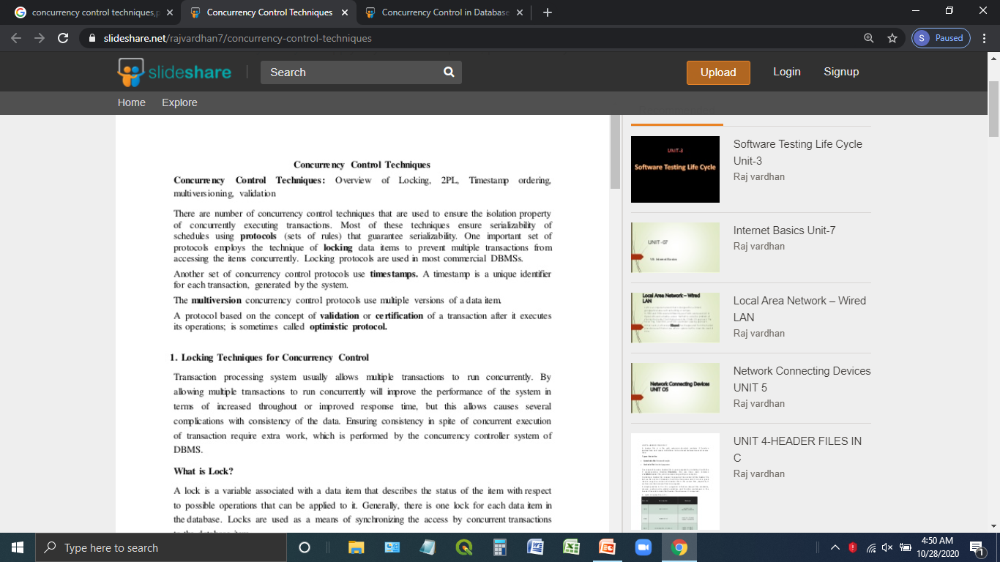 concurrency control techniques,p
Concurrency Control Techniques
Concurrency Control in Database
slideshare.net/rajvardhan7/concurrency-control-techniques
S Paused
slideshare
Search
Upload
Login
Signup
Home Explore
Concurrency Control Techniques
Concurrency Control Techniques: Overview of Locking, 2PL, Timestamp ordering,
multiversioning, validation
There are number of concurrency control techniques that are used to ensure the isolation property
of concurrently executing transactions. Most of these techniques ensure serializability of
schedules using protocols (sets of rules) that guarantee serializability. One important set of
protocols employs the technique of locking data items to prevent multiple transactions from
accessing the items concurrently. Locking protocols are used in most commercial DBMSs.
Another set of concurrency control protocols use timestamps. A timestamp is a unique identifier
for each transaction, generated by the system.
The multiversion concurrency control protocols use multiple versions of a data item.
A protocol based on the concept of validation or certification of a transaction after it executes
its operations; is sometimes called optimistic protocol.
1. Locking Techniques for Concurrency Control
Transaction processing system usually allows multiple transactions to run concurrently. By
allowing multiple transactions to run concurrently will improve the performance of the system in
terms of increased throughout or improved response time, but this allows causes several
complications with consistency of the data. Ensuring consistency in spite of concurrent execution
of transaction require extra work, which is performed by the concurrency controller system of
DBMS.
What is Lock?
A lock is a variable associated with a data item that describes the status of the item with respect
to possible operations that can be applied to it. Generally, there is one lock for each data item in
the database. Locks are used as a means of synchronizing the access by concurrent transactions
UNIT-3
Software Testing Life Cycle
Software Testing Life Cycle
Unit-3
Raj vardhan
UNIT -07
Internet Basics Unit-7
Raj vardhan
Local Area Network – Wired
LAN
Local Area Network – Wired
LAN
Raj vardhan
Network Connecting Devices
UNIT 05
Network Connecting Devices
UNIT 5
Raj vardhan
UNIT 4-HEADER FILES IN
C
Raj vardhan
Type here to search
4:50 AM
10/28/2020
1